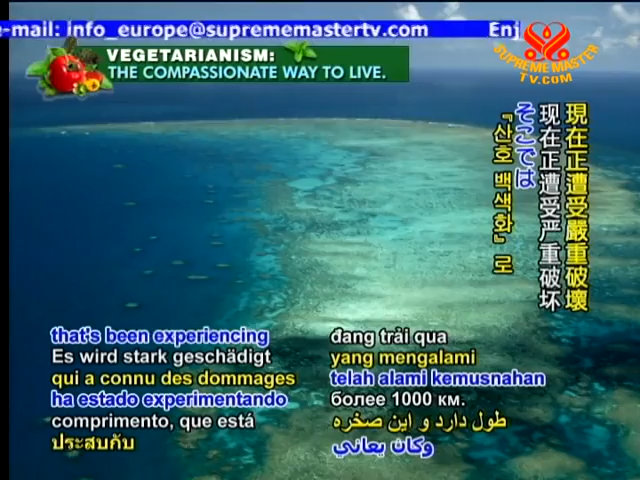 e-mail: info_europe@suprememastertv.com
Enj
SUPREME MASTER
TV.COM
VEGETARIANISM:
THE COMPASSIONATE WAY TO LIVE.
現在正遭受嚴重破壞
现在正遭受严重破坏
そこでは
『산호 백색화』로
that's been experiencing
Es wird stark geschädigt
qui a connu des dommages
ha estado experimentando
comprimento, que está
ประสบกับ
đang trải qua
yang mengalami
telah alami kemusnahan
более 1000 км.
طول دارد و این صخره
وكان يعاني